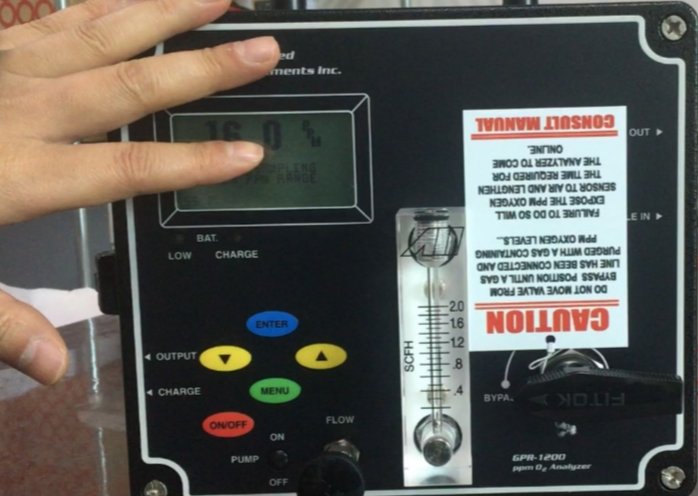 ed
ments Inc.
16.0
MPLING
RANGE
OUT
LE IN
CAUTION
DO NOT MOVE VALVE FROM
BYPASS POSITION UNTIL A GAS
LINE HAS BEEN CONNECTED AND
PURGED WITH A GAS CONTAINING
PPM OXYGEN LEVELS...
FAILURE TO DO SO WILL
EXPOSE THE PPM OXYGEN
SENSOR TO AIR AND LENGTHEN
THE TIME REQUIRED FOR
THE ANALYZER TO COME
ONLINE.
CONSULT MANUAL
BAT.
LOW CHARGE
ENTER
OUTPUT
CHARGE
MENU
ON/OFF
FLOW
ON
PUMP
OFF
SCFH
2.0
1.6
1.2
.8
.4
BYPA
FITOK
GPR-1200
ppm O₂ Analyzer